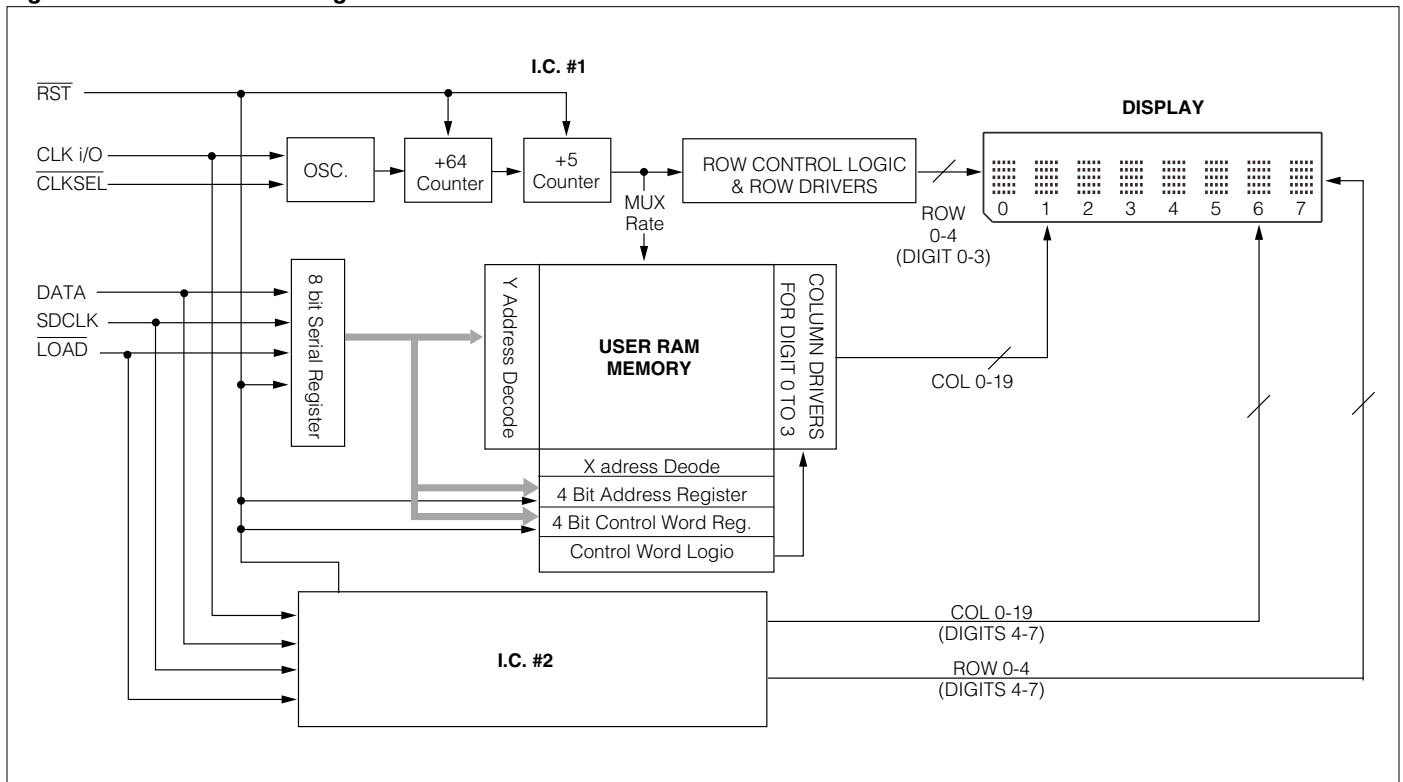 I.C. #1
RST
CLK i/O
CLKSEL
OSC.
+64
Counter
+5
Counter
MUX
Rate
ROW CONTROL LOGIC
& ROW DRIVERS
ROW
0-4
(DIGIT 0-3)
DISPLAY
0 1 2 3 4 5 6 7
DATA
SDCLK
LOAD
8 bit Serial Register
Y Address Decode
USER RAM
MEMORY
COLUMN DRIVERS
FOR DIGIT 0 TO 3
COL 0-19
X adress Deode
4 Bit Address Register
4 Bit Control Word Reg.
Control Word Logio
I.C. #2
COL 0-19
(DIGITS 4-7)
ROW 0-4
(DIGITS 4-7)